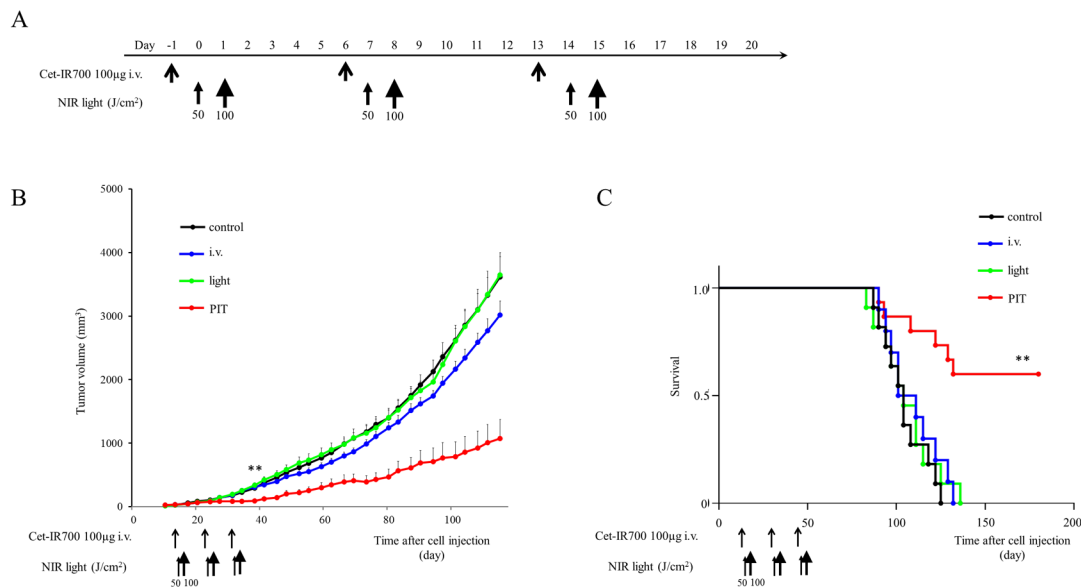 A
Day -1 0 1 2 3 4 5 6 7 8 9 10 11 12 13 14 15 16 17 18 19 20
Cet-IR700 100μg i.v.
NIR light (J/cm²)
50 100 50 100 50 100
B
5000
4000
3000
2000
1000
0
Tumor volume (mm³)
control
i.v.
light
PIT
**
0 20 40 60 80 100
Time after cell injection
(day)
Cet-IR700 100μg i.v.
NIR light (J/cm²)
50 100
C
control
i.v.
light
PIT
1.0
0.5
0
Survival
**
0 50 100 150 200
Time after cell injection
(day)
Cet-IR700 100μg i.v.
NIR light (J/cm²)
50 100